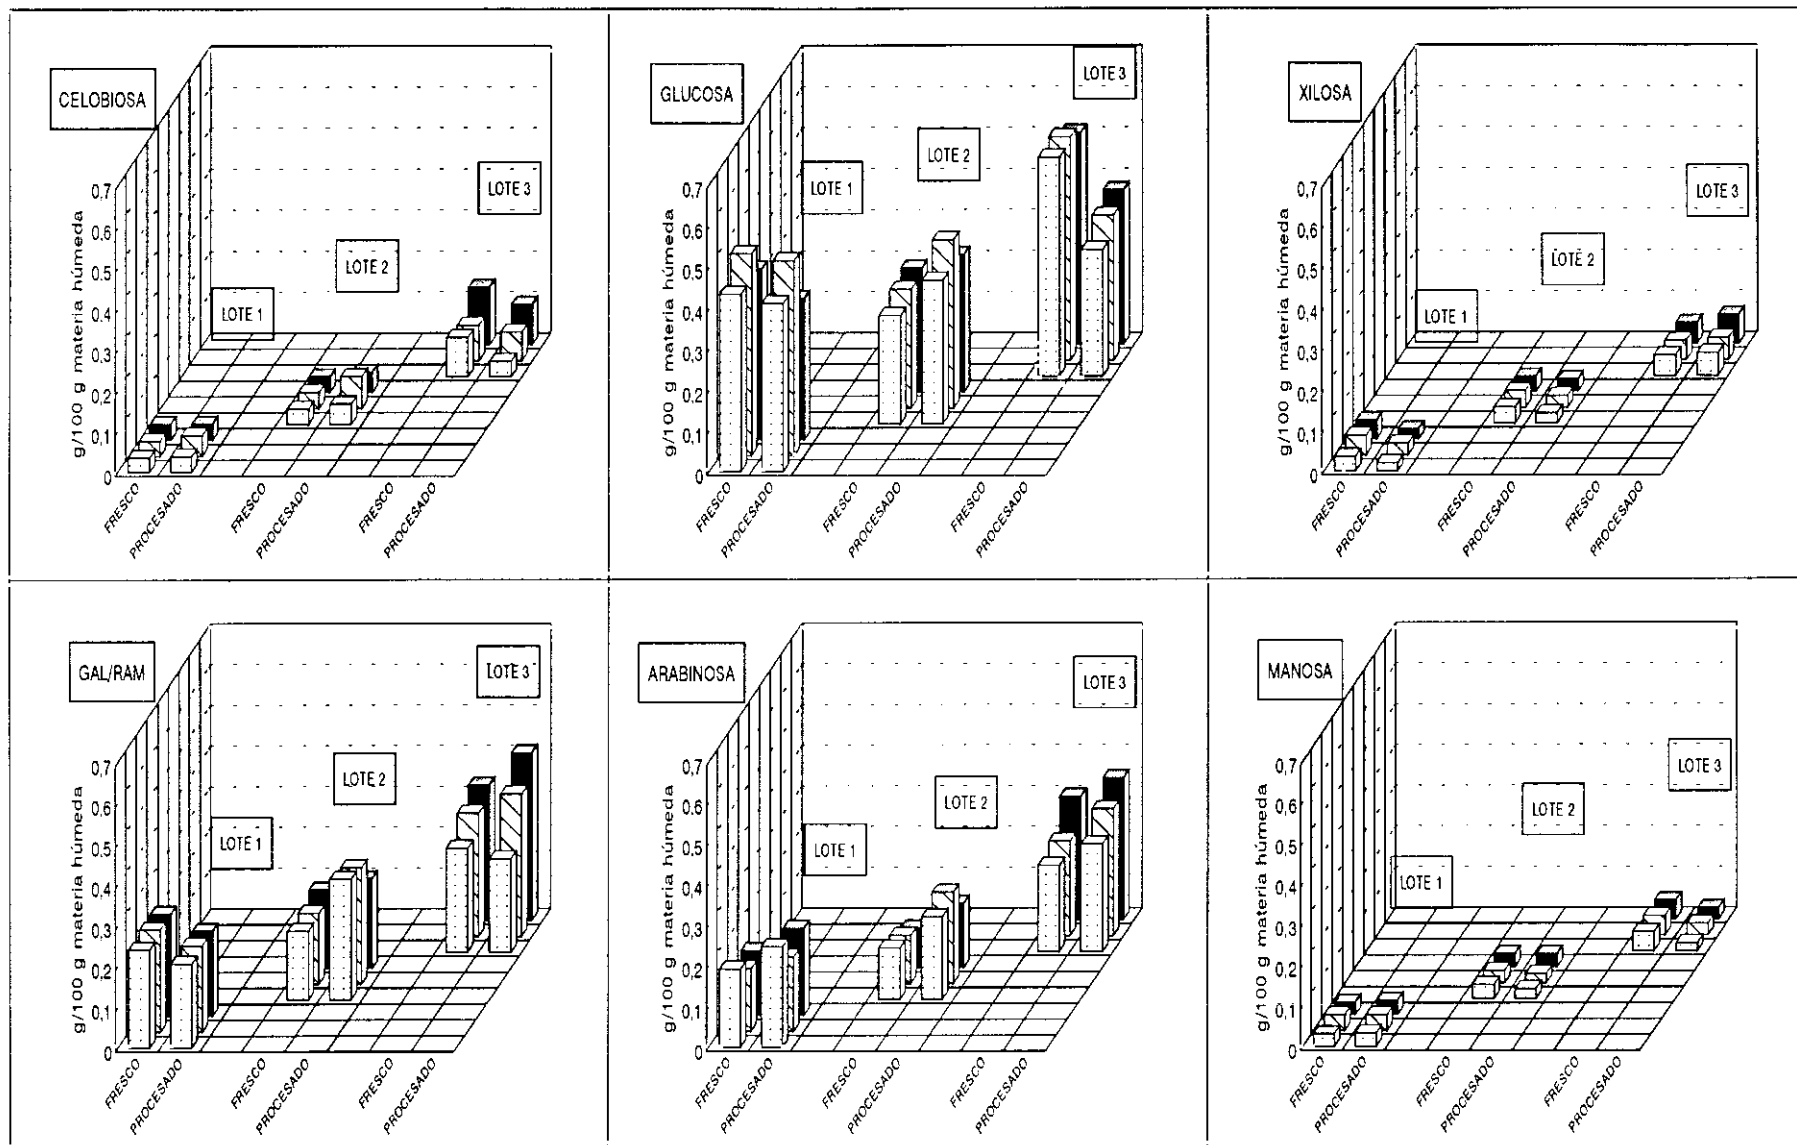 CELOBIOSA
LOTE 1
LOTE 2
LOTE 3
g/100 g materia húmeda
0,7
0,6
0,5
0,4
0,3
0,2
0,1
0
FRESCO
PROCESADO
FRESCO
PROCESADO
FRESCO
PROCESADO
GLUCOSA
LOTE 1
LOTE 2
LOTE 3
g/100 g materia húmeda
0,7
0,6
0,5
0,4
0,3
0,2
0,1
0
FRESCO
PROCESADO
FRESCO
PROCESADO
FRESCO
PROCESADO
XILOSA
LOTE 1
LOTE 2
LOTE 3
g/100 g materia húmeda
0,7
0,6
0,5
0,4
0,3
0,2
0,1
0
FRESCO
PROCESADO
FRESCO
PROCESADO
FRESCO
PROCESADO
GAL/RAM
LOTE 1
LOTE 2
LOTE 3
g/100 g materia húmeda
0,7
0,6
0,5
0,4
0,3
0,2
0,1
0
FRESCO
PROCESADO
FRESCO
PROCESADO
FRESCO
PROCESADO
ARABINOSA
LOTE 1
LOTE 2
LOTE 3
g/100 g materia húmeda
0,7
0,6
0,5
0,4
0,3
0,2
0,1
0
FRESCO
PROCESADO
FRESCO
PROCESADO
FRESCO
PROCESADO
MANOSA
LOTE 1
LOTE 2
LOTE 3
g/100 g materia húmeda
0,7
0,6
0,5
0,4
0,3
0,2
0,1
0
FRESCO
PROCESADO
FRESCO
PROCESADO
FRESCO
PROCESADO